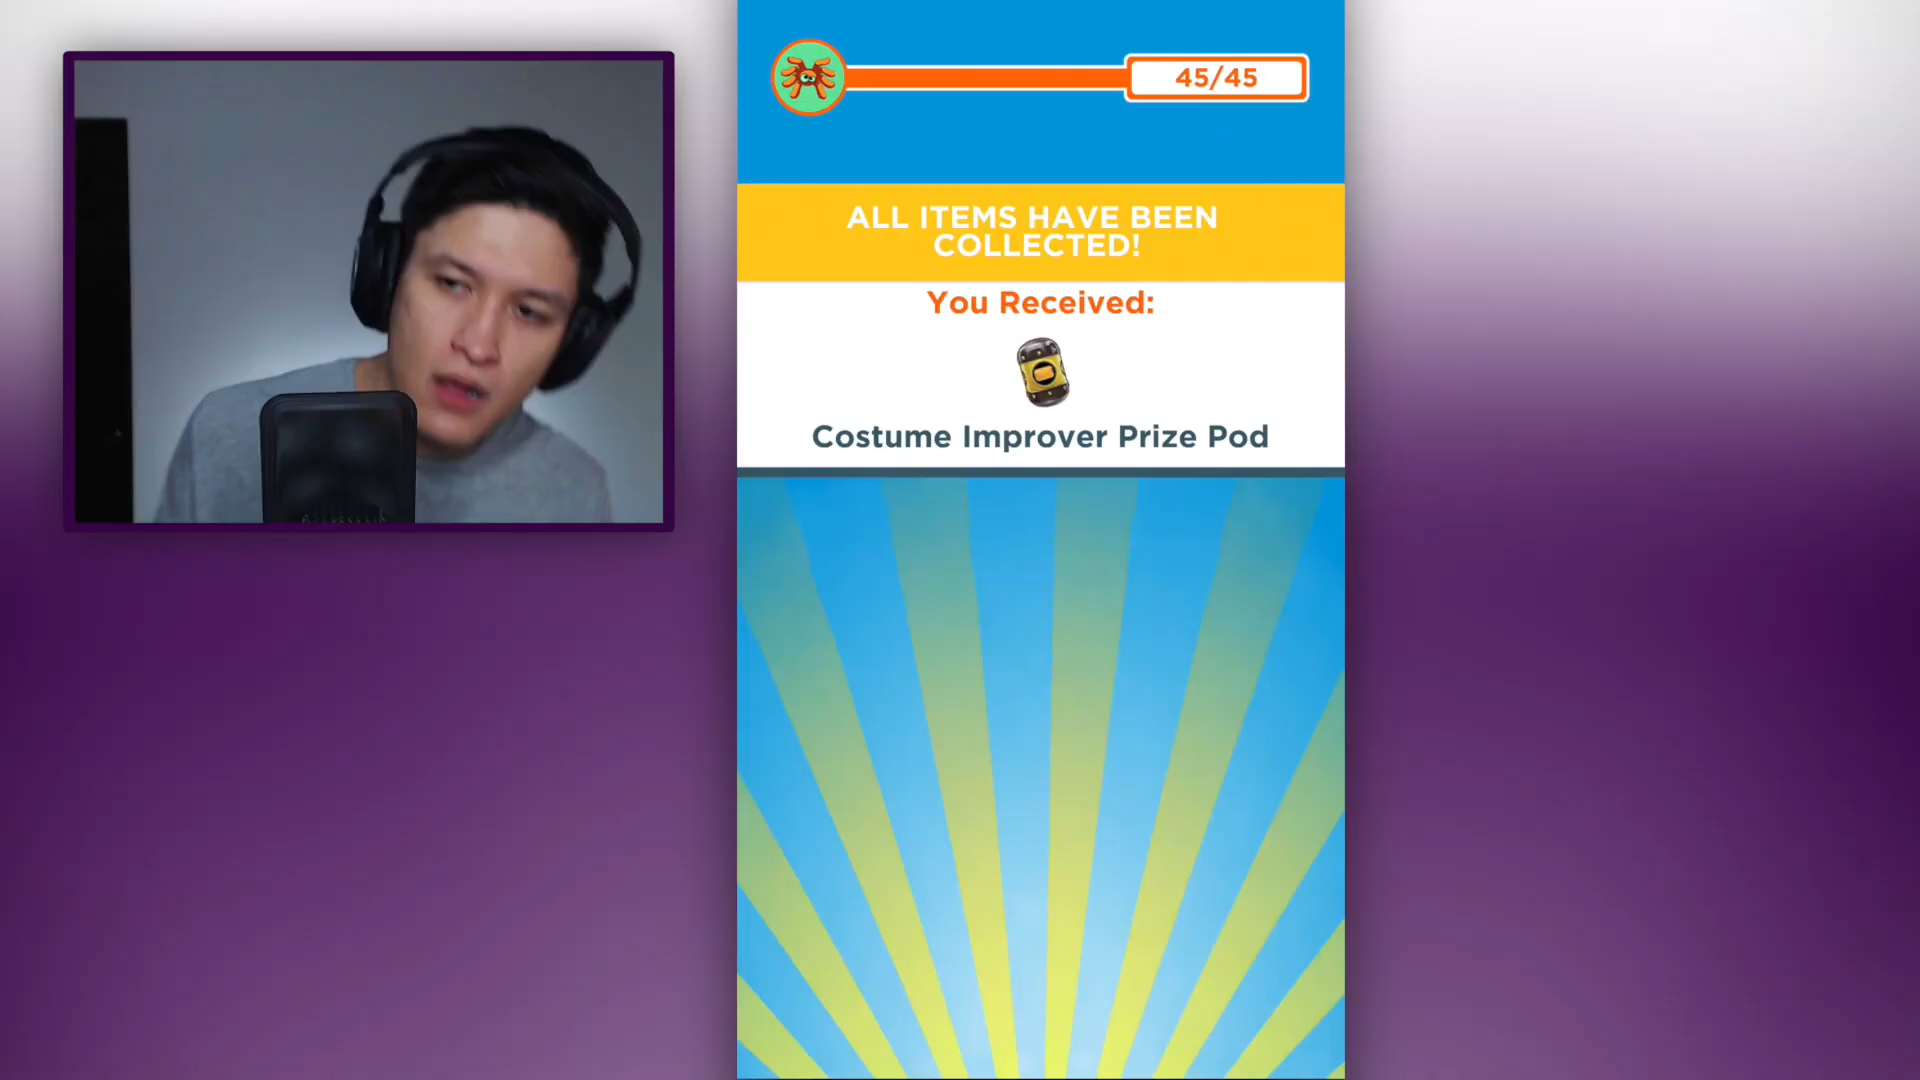 45/45
ALL ITEMS HAVE BEEN
COLLECTED!
You Received:
Costume Improver Prize Pod